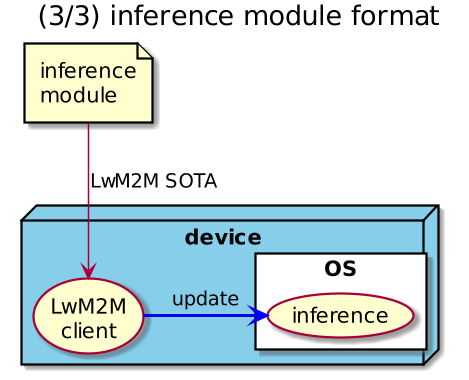 (3/3) inference module format
inference
module
LwM2M SOTA
device
OS
LwM2M
client
update
inference